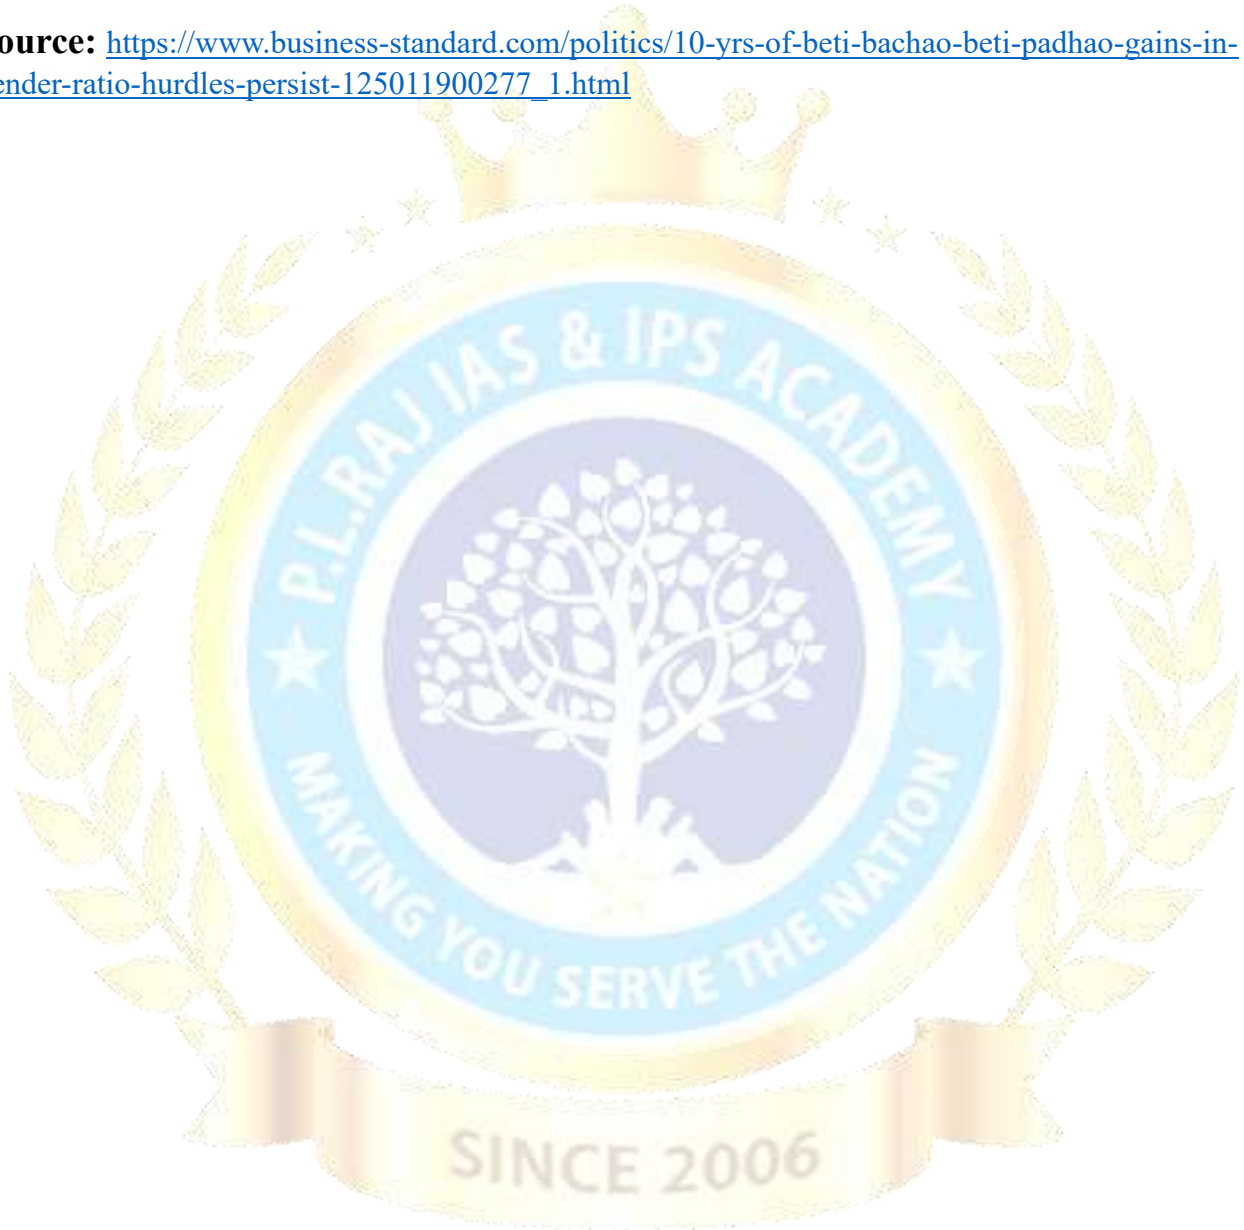 ource: https://www.business-standard.com/politics/10-yrs-of-beti-bachao-beti-padhao-gains-in-
ender-ratio-hurdles-persist-125011900277_1.html
★ P.L.RAJ IAS & IPS ACADEMY ★
MAKING YOU SERVE THE NATION
SINCE 2006